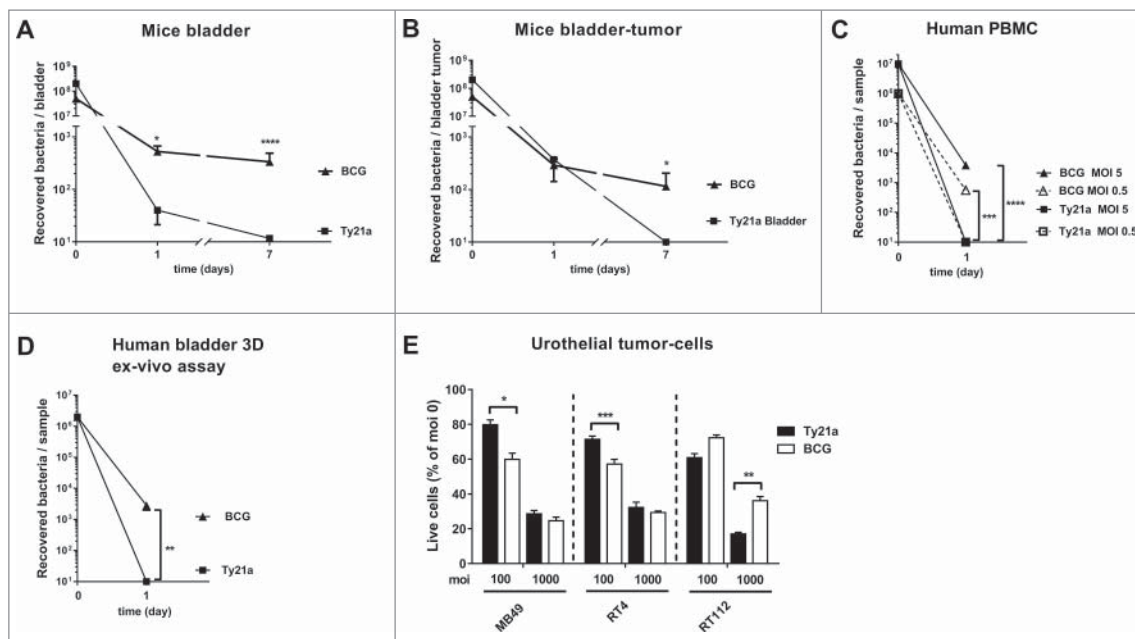 A
Mice bladder
Recovered bacteria / bladder
10⁹
10⁸
10⁷
10³
10²
10¹
0
1
7
time (days)
*
****
BCG
Ty21a
B
Mice bladder-tumor
Recovered bacteria / bladder tumor
10⁹
10⁸
10⁷
10³
10²
10¹
0
1
7
time (days)
*
BCG
Ty21a Bladder
C
Human PBMC
Recovered bacteria / sample
10⁷
10⁶
10⁵
10⁴
10³
10²
10¹
0
1
time (day)
***
****
BCG MOI 5
BCG MOI 0.5
Ty21a MOI 5
Ty21a MOI 0.5
D
Human bladder 3D
ex-vivo assay
Recovered bacteria / sample
10⁷
10⁶
10⁵
10⁴
10³
10²
10¹
0
1
time (day)
**
BCG
Ty21a
E
Urothelial tumor-cells
Live cells (% of moi 0)
100
80
60
40
20
0
*
***
**
Ty21a
BCG
moi 100 1000 100 1000 100 1000
MB49 RT4 RT112